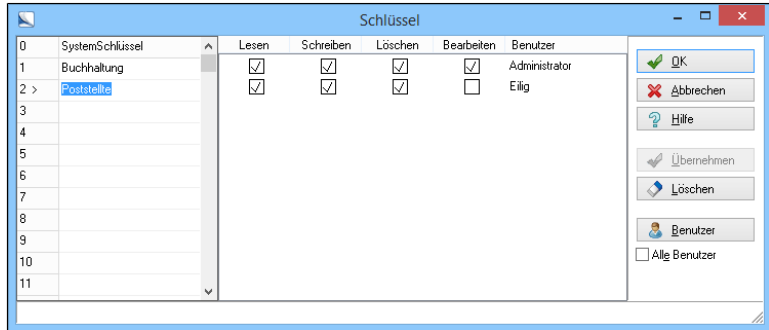 Schlüssel
0 SystemSchlüssel Lesen Schreiben Löschen Bearbeiten Benutzer
1 Buchhaltung Administrator
2 > Poststellte Eilig
3
4
5
6
7
8
9
10
11
OK
Abbrechen
Hilfe
Übernehmen
Löschen
Benutzer
Alle Benutzer